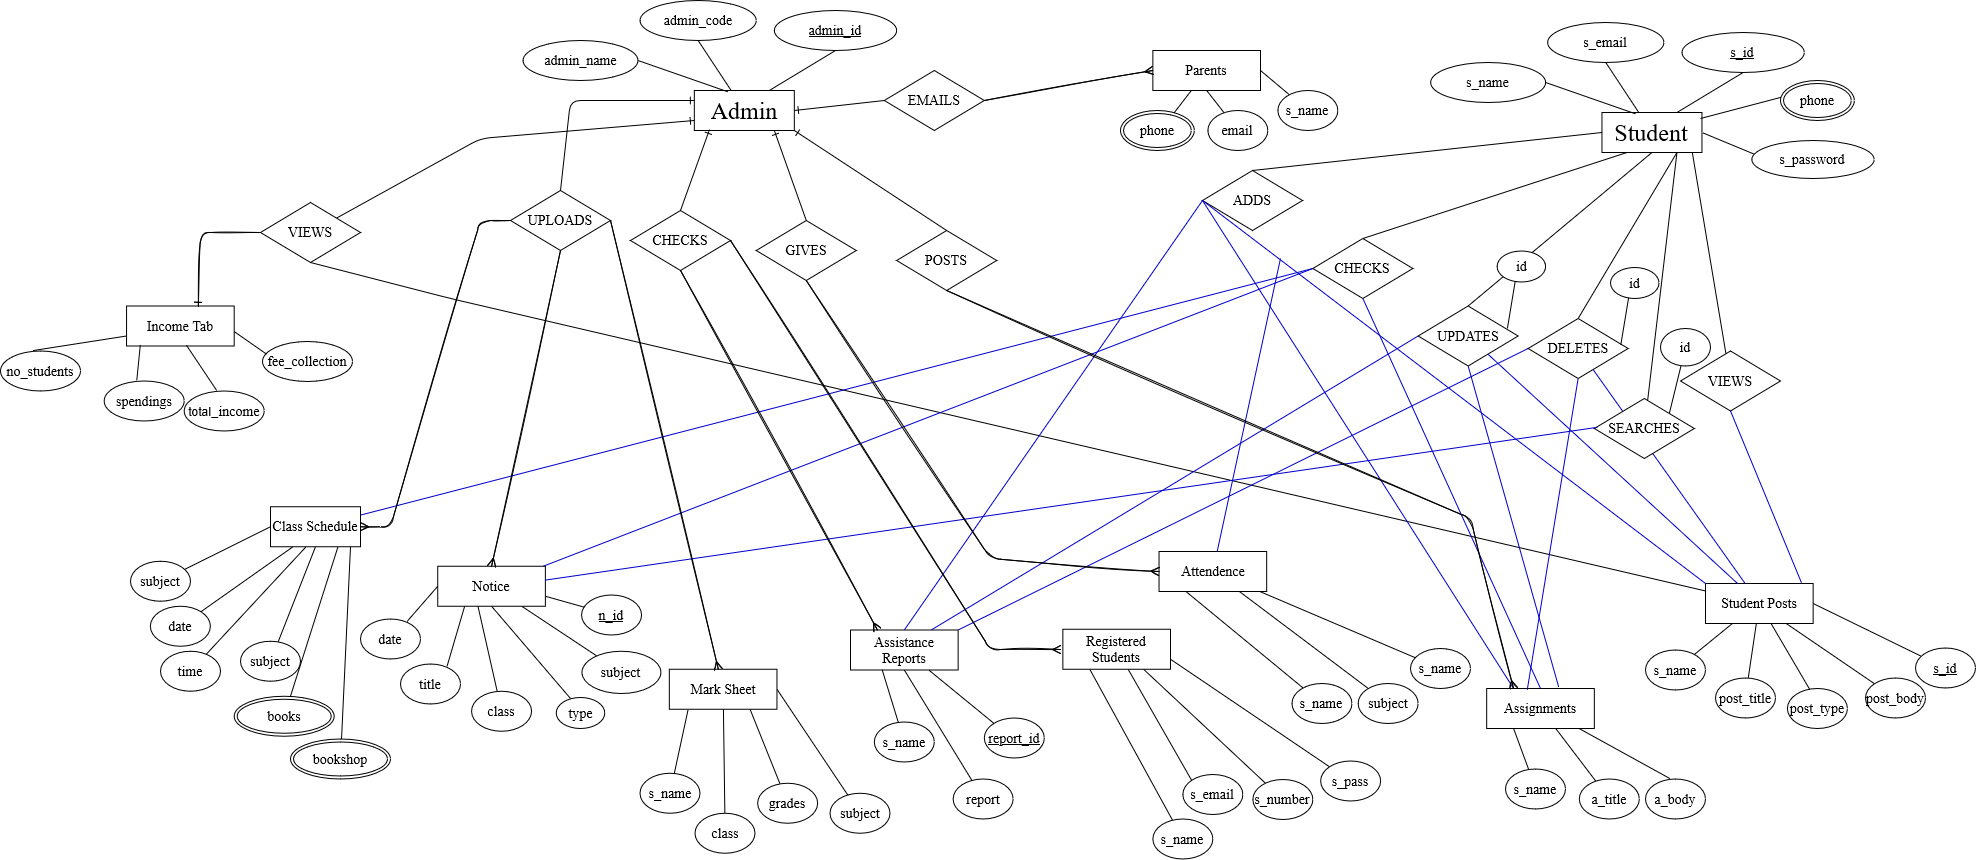 admin_code
admin_id
admin_name
Admin
EMAILS
Parents
phone
email
s_name
s_email
s_id
s_name
phone
Student
s_password
VIEWS
UPLOADS
CHECKS
GIVES
POSTS
ADDS
CHECKS
id
id
id
UPDATES
DELETES
SEARCHES
VIEWS
Income Tab
no_students
spendings
total_income
fee_collection
Class Schedule
subject
date
time
subject
books
bookshop
Notice
date
title
class
type
subject
n_id
Mark Sheet
s_name
class
grades
subject
Assistance
Reports
s_name
report
report_id
Registered
Students
s_name
s_email
s_number
s_pass
Attendence
s_name
subject
s_name
Assignments
s_name
a_title
a_body
Student Posts
s_name
post_title
post_type
post_body
s_id